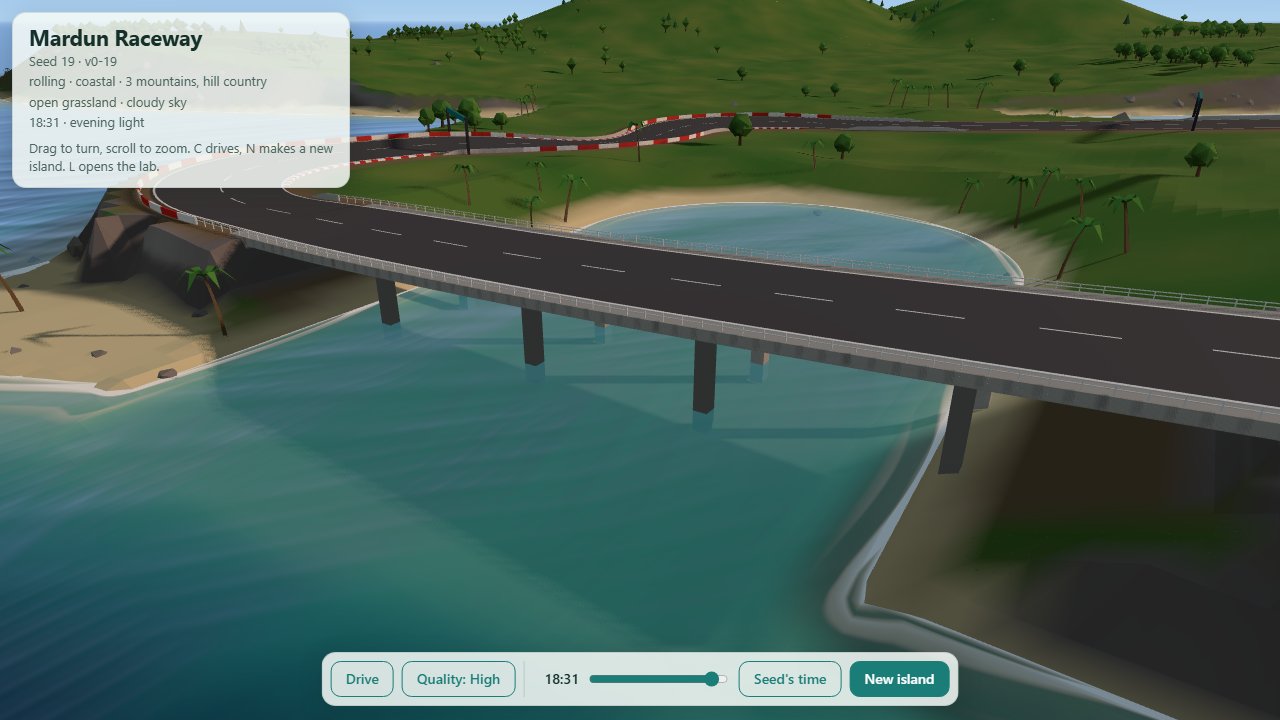 Mardun Raceway
Seed 19 · v0-19
rolling · coastal · 3 mountains, hill country
open grassland · cloudy sky
18:31 · evening light
Drag to turn, scroll to zoom. C drives, N makes a new
island. L opens the lab.
Drive
Quality: High
18:31
Seed's time
New island